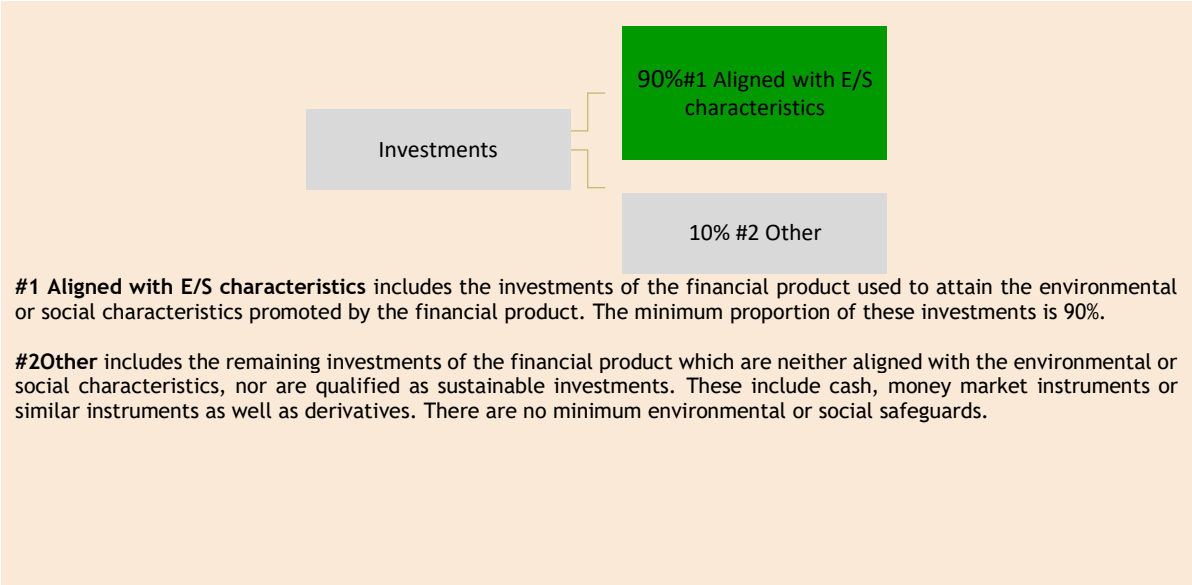 90%#1 Aligned with E/S
characteristics
Investments
10% #2 Other
#1 Aligned with E/S characteristics includes the investments of the financial product used to attain the environmental
or social characteristics promoted by the financial product. The minimum proportion of these investments is 90%.
#2Other includes the remaining investments of the financial product which are neither aligned with the environmental or
social characteristics, nor are qualified as sustainable investments. These include cash, money market instruments or
similar instruments as well as derivatives. There are no minimum environmental or social safeguards.